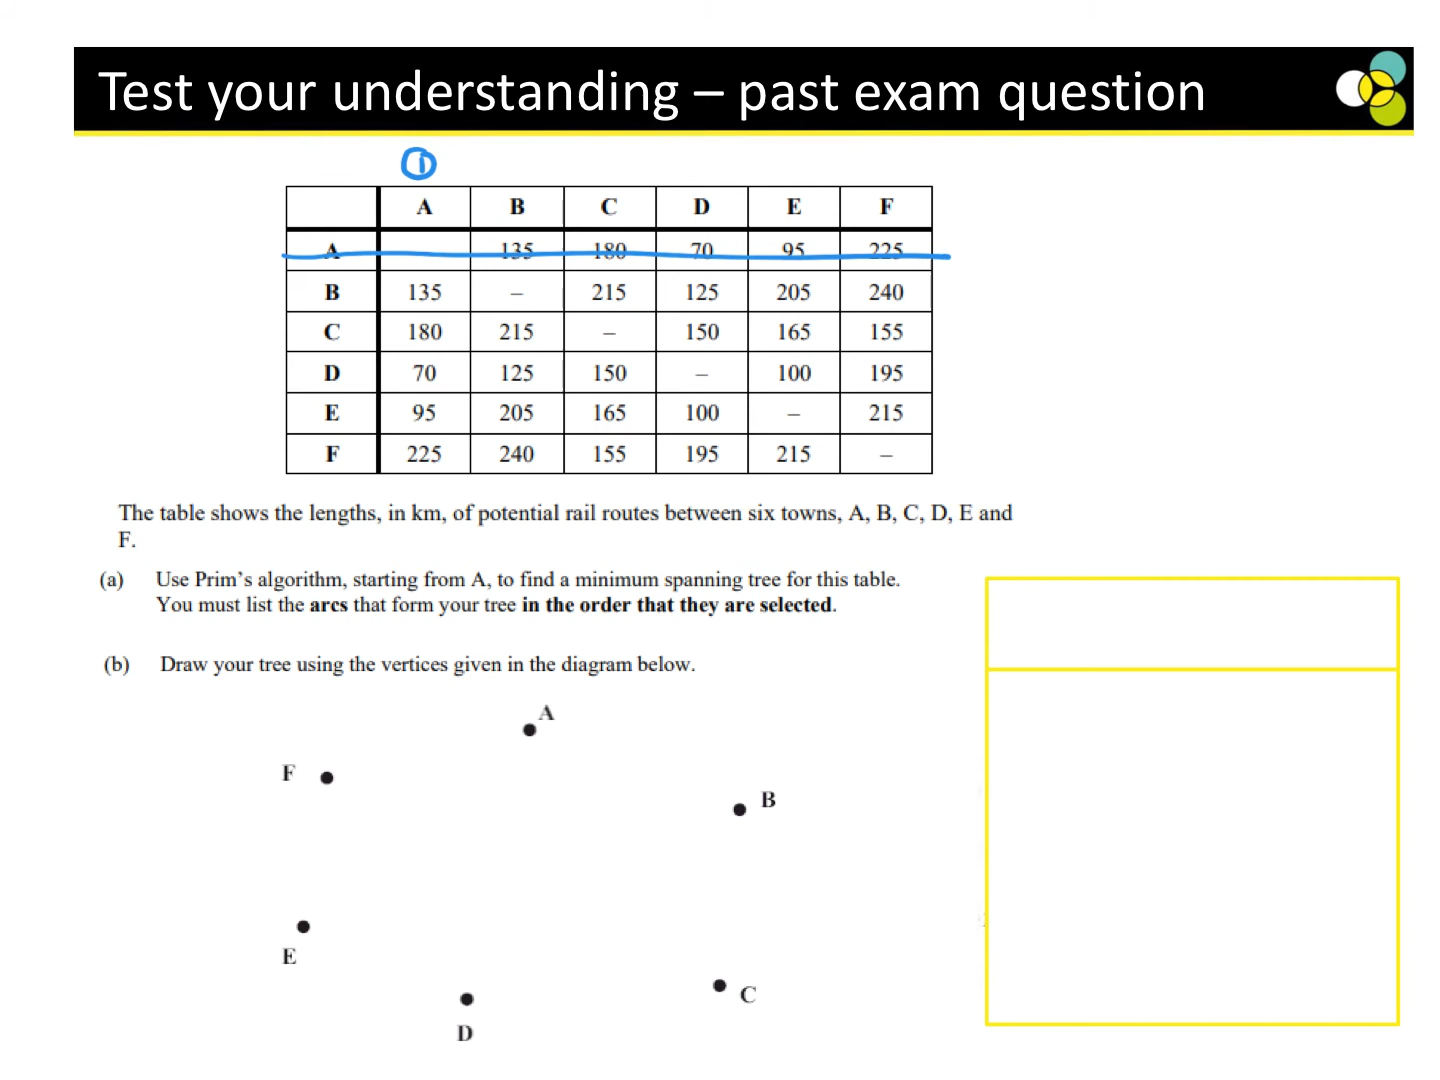 Test your understanding – past exam question
①
A B C D E F
A 135 180 70 95 225
B 135 – 215 125 205 240
C 180 215 – 150 165 155
D 70 125 150 – 100 195
E 95 205 165 100 – 215
F 225 240 155 195 215 –
The table shows the lengths, in km, of potential rail routes between six towns, A, B, C, D, E and
F.
(a) Use Prim’s algorithm, starting from A, to find a minimum spanning tree for this table.
You must list the arcs that form your tree in the order that they are selected.
(b) Draw your tree using the vertices given in the diagram below.
A
F
B
E
C
D